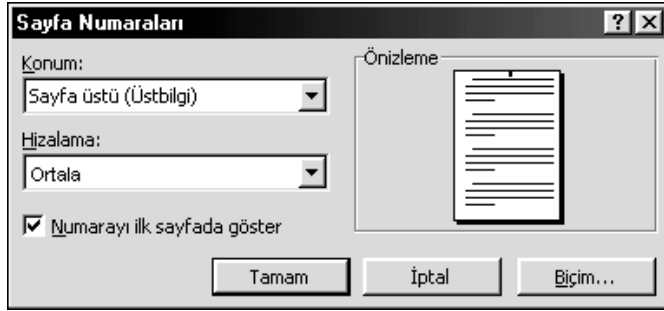 Sayfa Numaraları
Konum:
Önizleme
Sayfa üstü (Üstbilgi)
Hizalama:
Ortala
Numarayı ilk sayfada göster
Tamam
İptal
Biçim...